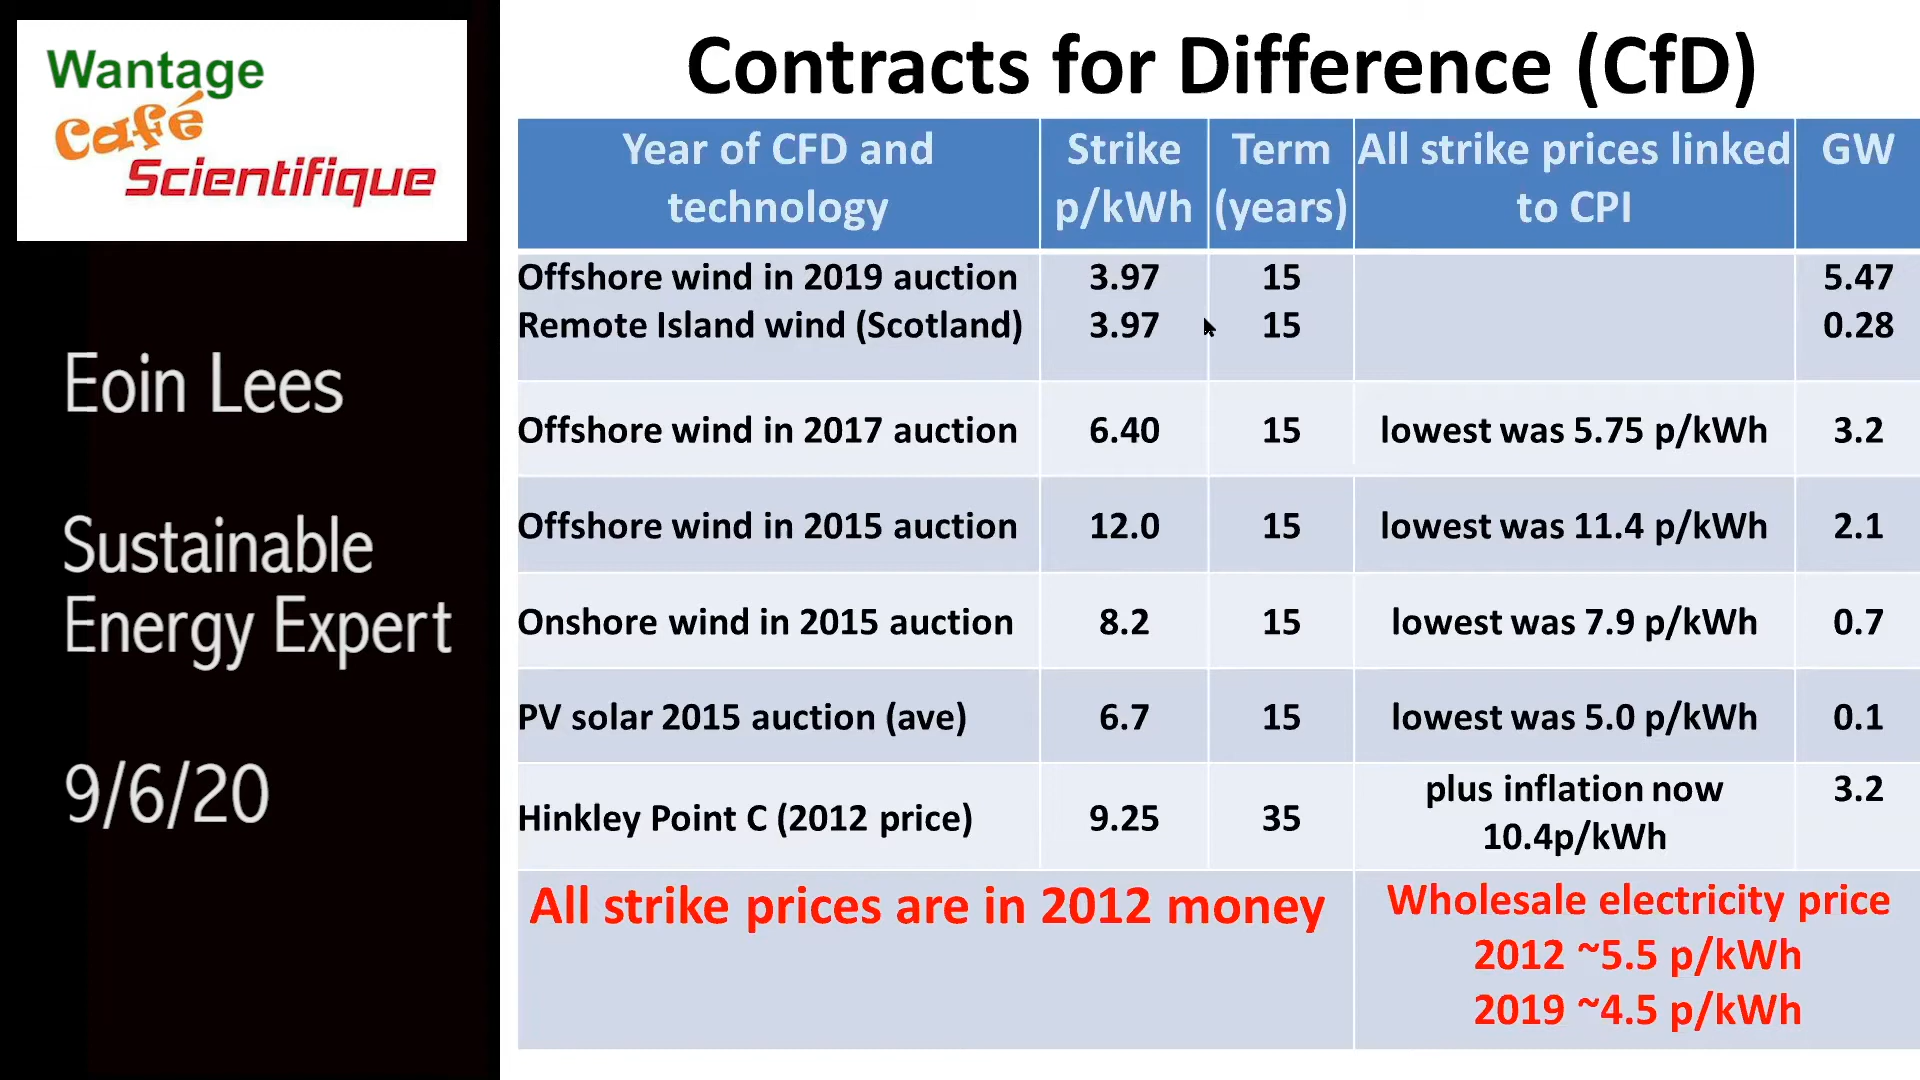 Wantage
Café
Scientifique
Eoin Lees
Sustainable
Energy Expert
9/6/20
Contracts for Difference (CfD)
Year of CFD and technology
Strike p/kWh
Term (years)
All strike prices linked to CPI
GW
Offshore wind in 2019 auction 3.97 15 5.47
Remote Island wind (Scotland) 3.97 15 0.28
Offshore wind in 2017 auction 6.40 15 lowest was 5.75 p/kWh 3.2
Offshore wind in 2015 auction 12.0 15 lowest was 11.4 p/kWh 2.1
Onshore wind in 2015 auction 8.2 15 lowest was 7.9 p/kWh 0.7
PV solar 2015 auction (ave) 6.7 15 lowest was 5.0 p/kWh 0.1
Hinkley Point C (2012 price) 9.25 35 plus inflation now 10.4p/kWh 3.2
All strike prices are in 2012 money
Wholesale electricity price
2012 ~5.5 p/kWh
2019 ~4.5 p/kWh